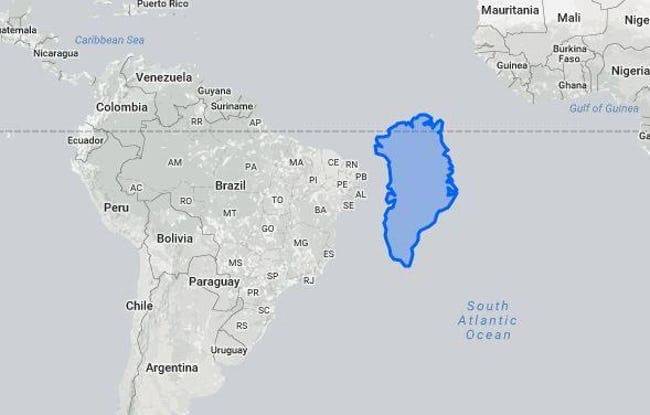 Puerto Rico
Mauritania
Mali
Caribbean Sea
Nicaragua
Burkina
Faso
Guinea
Ghana
Nigeria
Venezuela
Guyana
Suriname
Colombia
Gulf of Guinea
RR
AP
Ecuador
AM
PA
MA
CE
RN
PB
PI
PE
AL
SE
AC
RO
Brazil
TO
BA
Peru
MT
GO
Bolivia
MG
ES
MS
SP
RJ
Paraguay
PR
SC
Chile
RS
Uruguay
Argentina
South
Atlantic
Ocean